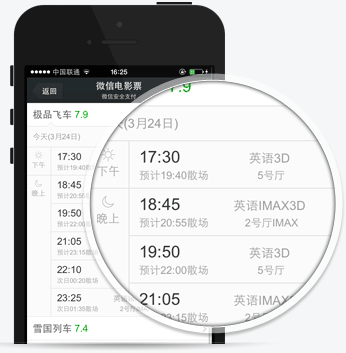 中国联通
16:25
返回
微信电影票
微信安全支付
极品飞车 7.9
今天(3月24日)
下午
17:30
预计19:40散场
晚上
18:45
预计20:55散场
19:50
预计22:00散场
21:05
预计23:15散场
22:10
次日00:20散场
23:25
次日01:35散场
雪国列车 7.4
7.9
(3月24日)
下午
17:30 英语3D
预计19:40散场 5号厅
晚上
18:45 英语IMAX3D
预计20:55散场 2号厅IMAX
19:50 英语3D
预计22:00散场 5号厅
21:05 英语IMAX
23:15散场 2号厅